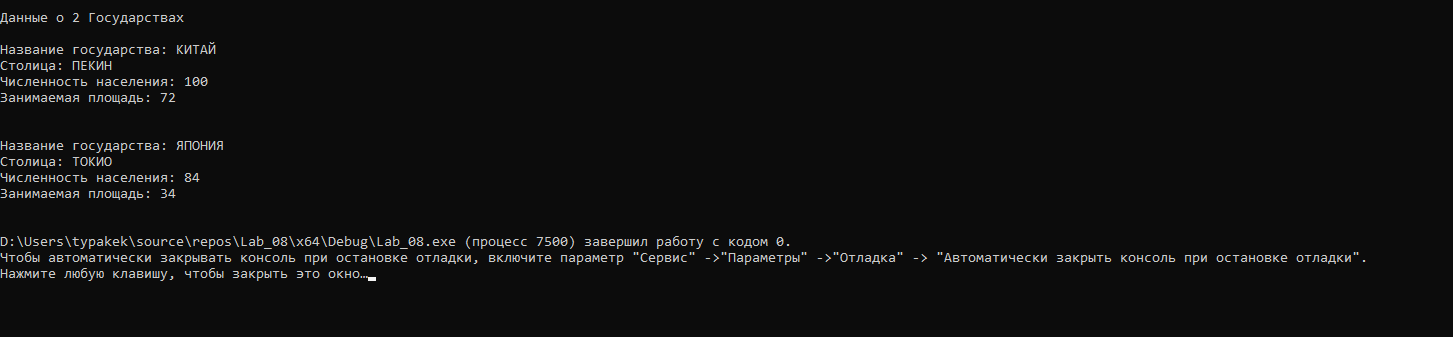 Данные о 2 Государствах
Название государства: КИТАЙ
Столица: ПЕКИН
Численность населения: 100
Занимаемая площадь: 72
Название государства: ЯПОНИЯ
Столица: ТОКИО
Численность населения: 84
Занимаемая площадь: 34
D:\Users\typakek\source\repos\Lab_08\x64\Debug\Lab_08.exe (процесс 7500) завершил работу с кодом 0.
Чтобы автоматически закрывать консоль при остановке отладки, включите параметр "Сервис" ->"Параметры" ->"Отладка" -> "Автоматически закрыть консоль при остановке отладки".
Нажмите любую клавишу, чтобы закрыть это окно…